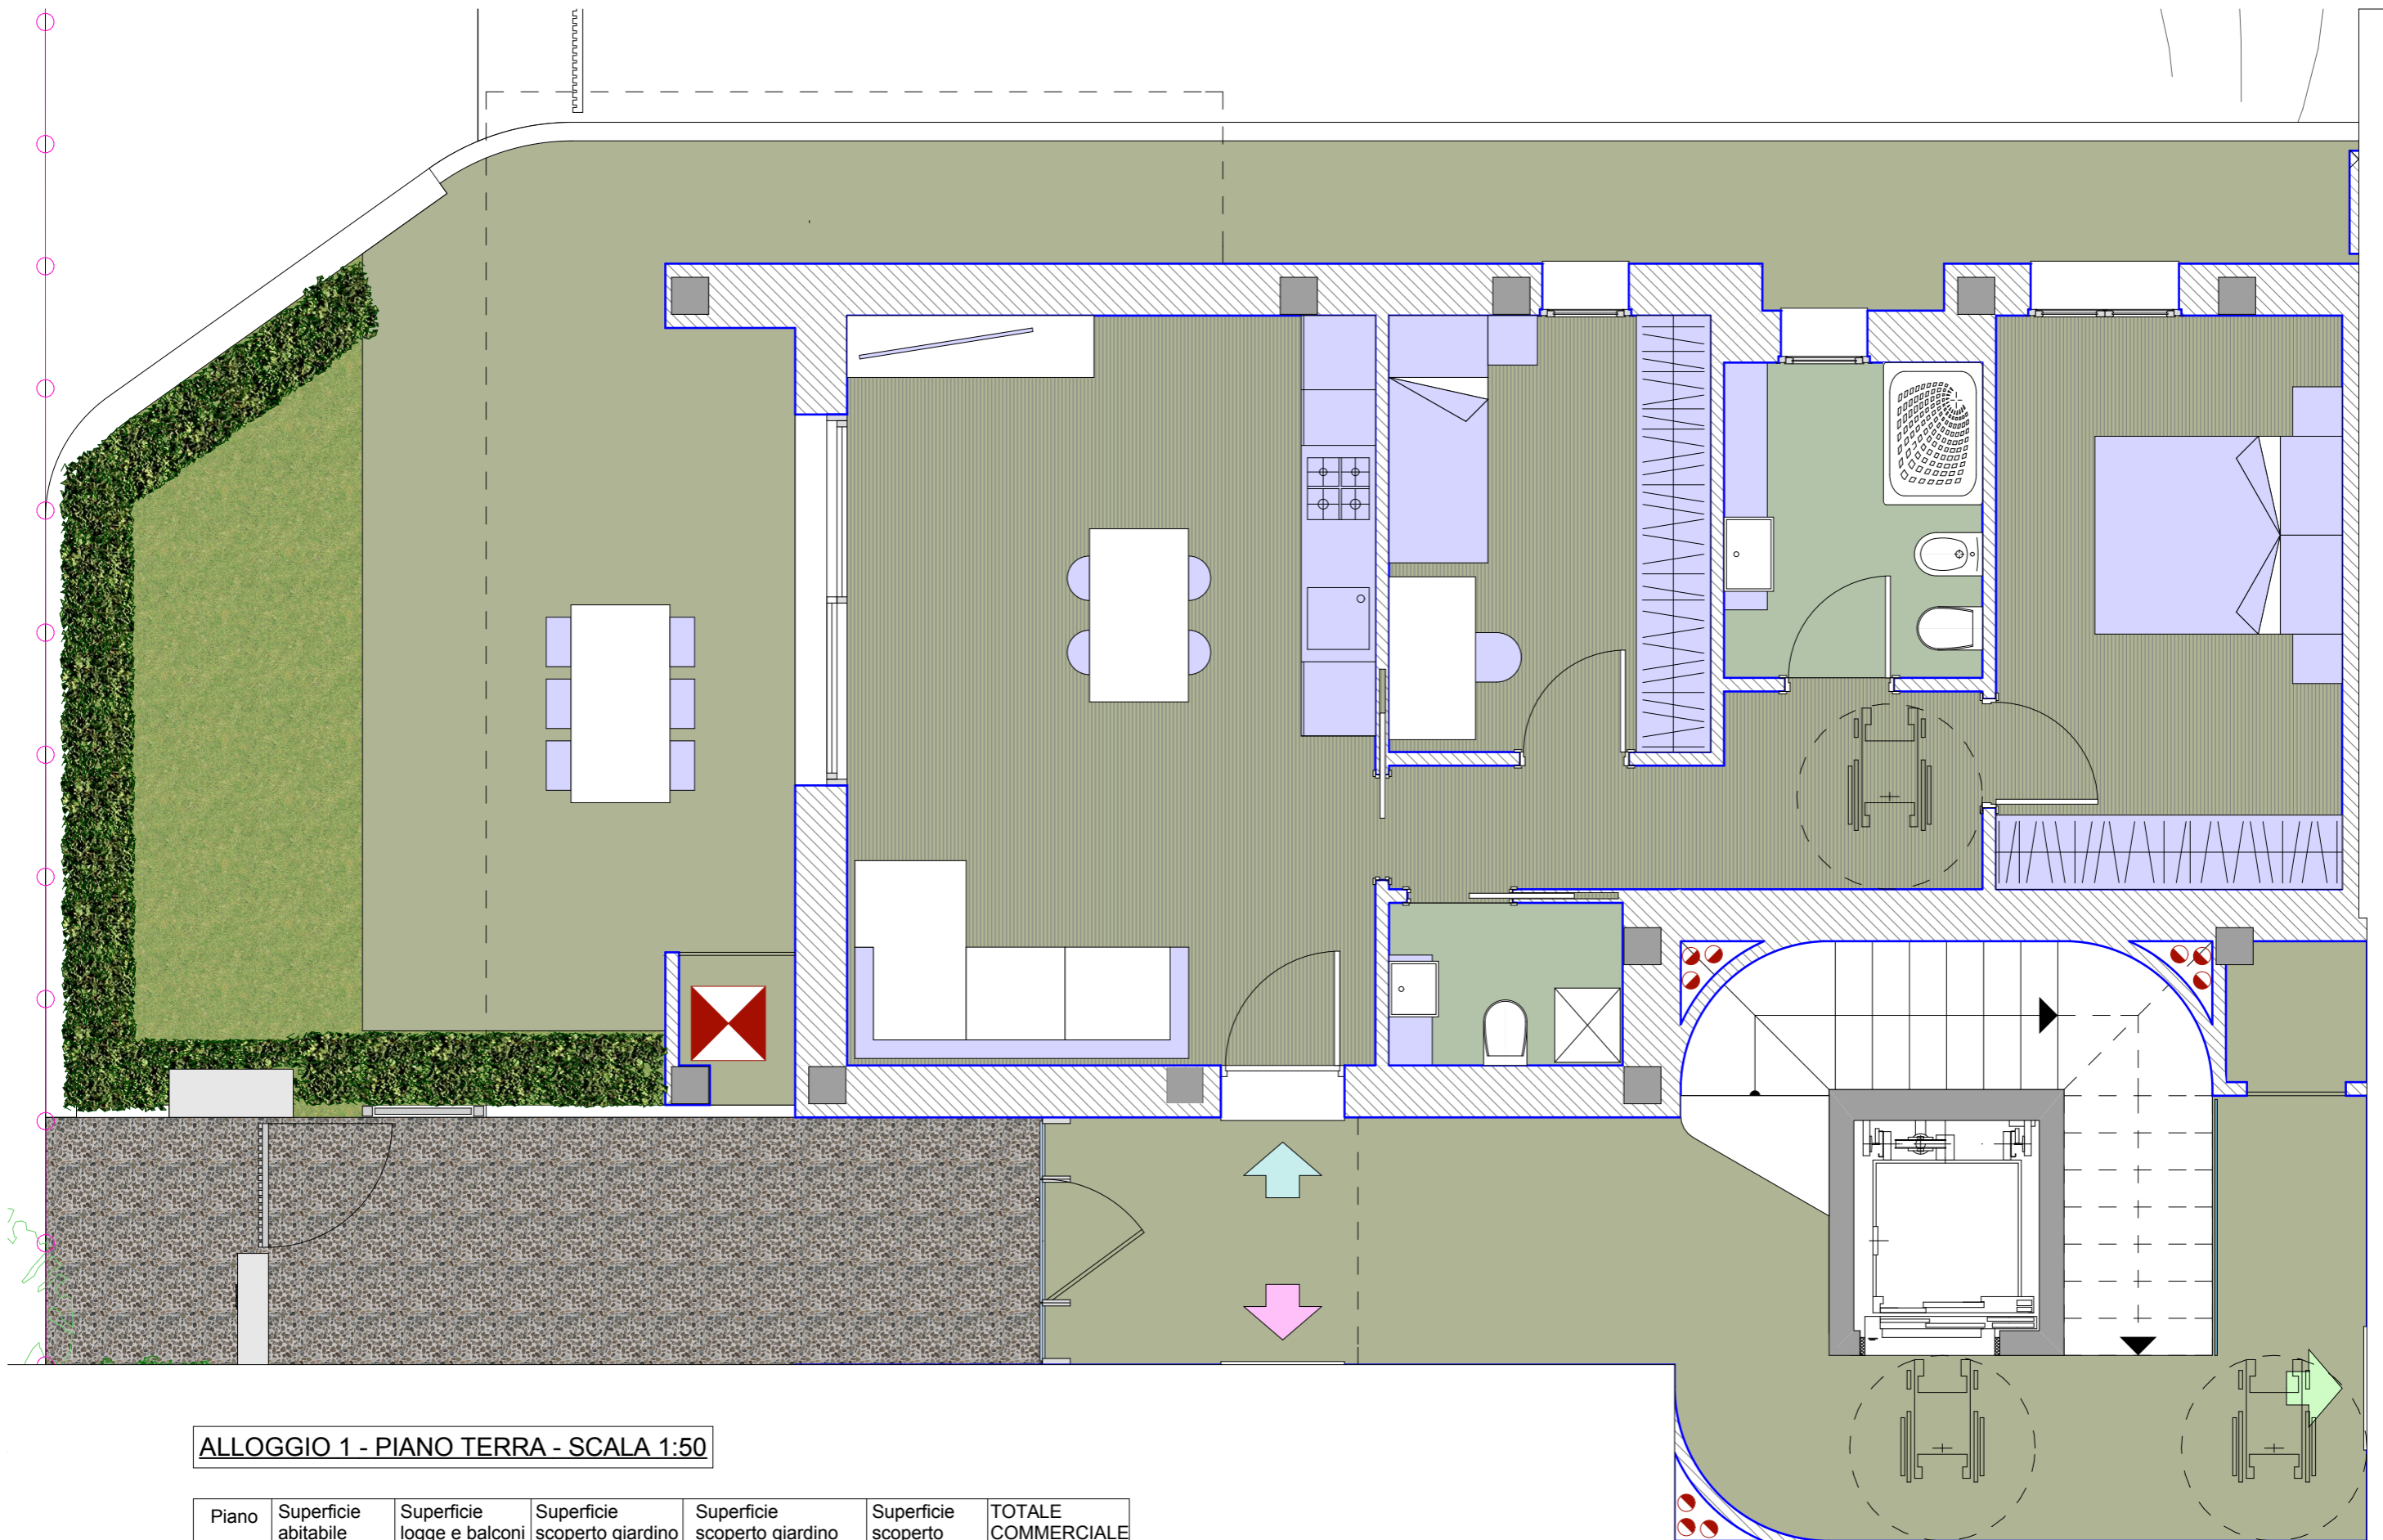 ALLOGGIO 1 - PIANO TERRA - SCALA 1:50
Piano
Superficie
abitabile
Superficie
logge e balconi
Superficie
scoperto giardino
Superficie
scoperto giardino
Superficie
scoperto
TOTALE
COMMERCIALE